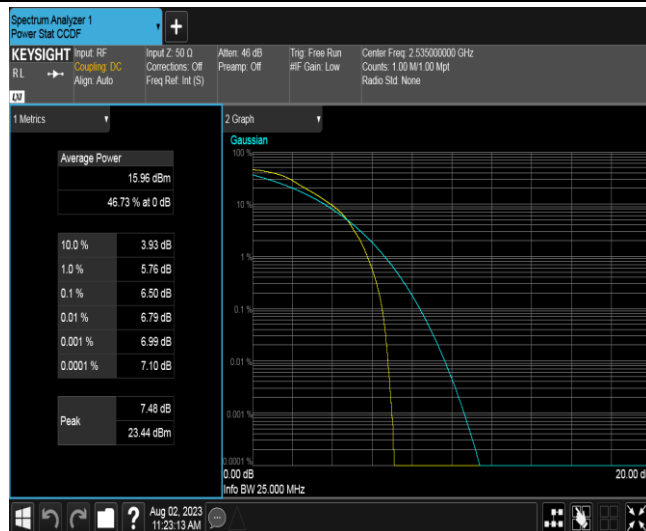 Spectrum Analyzer 1
Power Stat CCDF
KEYSIGHT
RL
Input: RF
Coupling: DC
Align: Auto
Input Z: 50 Ω
Corrections: Off
Freq Ref: Int (S)
Atten: 46 dB
Preamp: Off
Trig: Free Run
#IF Gain: Low
Center Freq: 2.535000000 GHz
Counts: 1.00 M/1.00 Mpt
Radio Std: None
1 Metrics
Average Power
15.96 dBm
46.73 % at 0 dB
10.0 % 3.93 dB
1.0 % 5.76 dB
0.1 % 6.50 dB
0.01 % 6.79 dB
0.001 % 6.99 dB
0.0001 % 7.10 dB
Peak
7.48 dB
23.44 dBm
2 Graph
Gaussian
100 %
10 %
1 %
0.1 %
0.01 %
0.001 %
0.0001 %
0.00 dB
20.00 d
Info BW 25.000 MHz
?
Aug 02, 2023
11:23:13 AM